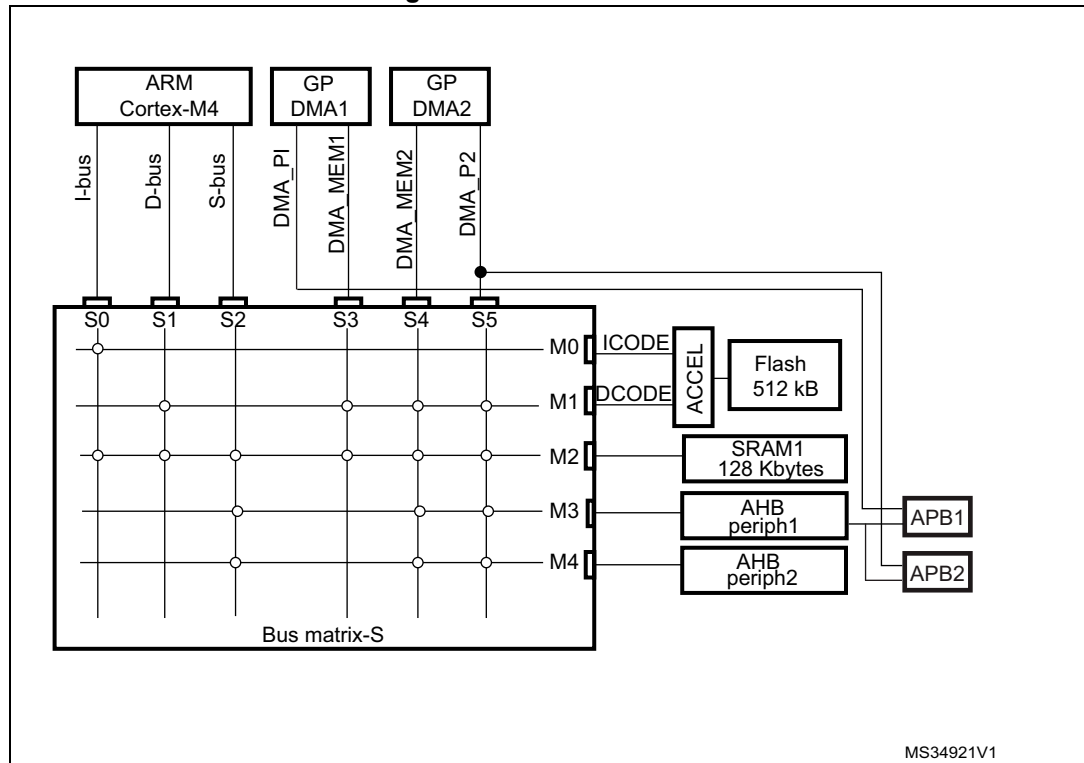 ARM
Cortex-M4
GP
DMA1
GP
DMA2
I-bus
D-bus
S-bus
DMA_PI
DMA_MEM1
DMA_MEM2
DMA_P2
S0 S1 S2 S3 S4 S5
M0
ICODE
M1
DCODE
ACCEL
Flash
512 kB
M2
SRAM1
128 Kbytes
M3
AHB
periph1
APB1
M4
AHB
periph2
APB2
Bus matrix-S
MS34921V1